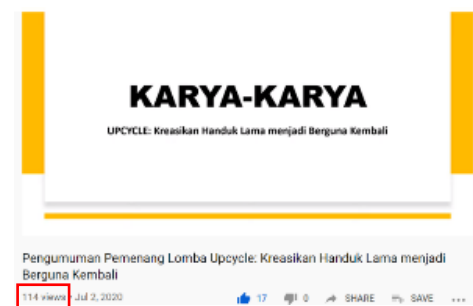 KARYA-KARYA
UPCYCLE: Kreasikan Handuk Lama menjadi Berguna Kembali
Pengumuman Pemenang Lomba Upcycle: Kreasikan Handuk Lama menjadi
Berguna Kembali
114 views · Jul 2, 2020 17 0 SHARE SAVE ...